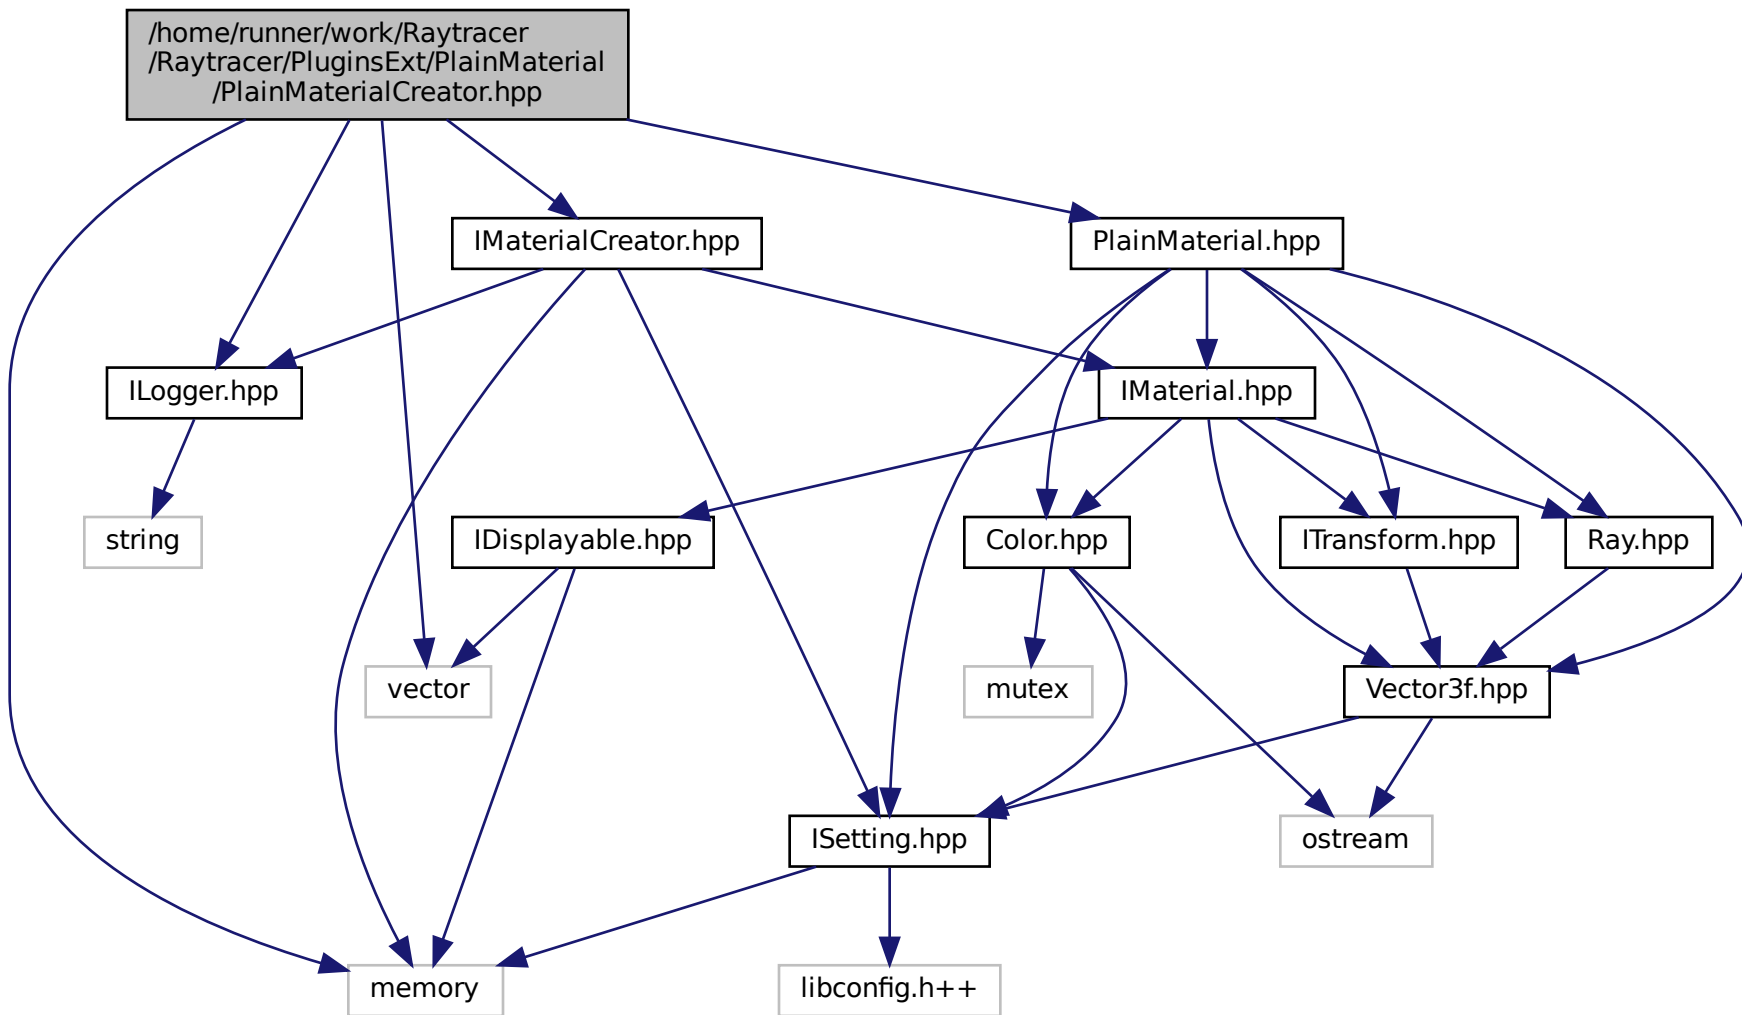 /home/runner/work/Raytracer
/Raytracer/PluginsExt/PlainMaterial
/PlainMaterialCreator.hpp
IMaterialCreator.hpp
PlainMaterial.hpp
ILogger.hpp
IMaterial.hpp
string
IDisplayable.hpp
Color.hpp
ITransform.hpp
Ray.hpp
vector
mutex
Vector3f.hpp
ISetting.hpp
ostream
memory
libconfig.h++